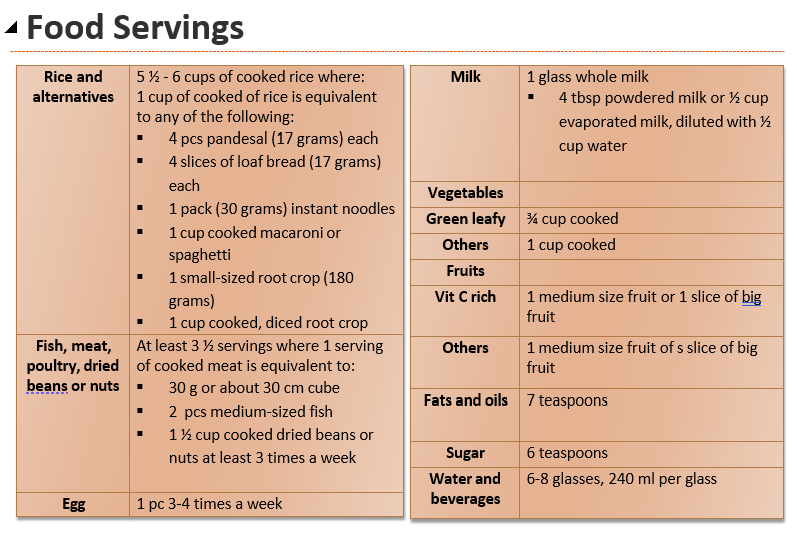 Food Servings
Rice and
alternatives
5 ½ - 6 cups of cooked rice where:
1 cup of cooked of rice is equivalent
to any of the following:
▪ 4 pcs pandesal (17 grams) each
▪ 4 slices of loaf bread (17 grams)
each
▪ 1 pack (30 grams) instant noodles
▪ 1 cup cooked macaroni or
spaghetti
▪ 1 small-sized root crop (180
grams)
▪ 1 cup cooked, diced root crop
Fish, meat,
poultry, dried
beans or nuts
At least 3 ½ servings where 1 serving
of cooked meat is equivalent to:
▪ 30 g or about 30 cm cube
▪ 2 pcs medium-sized fish
▪ 1 ½ cup cooked dried beans or
nuts at least 3 times a week
Egg
1 pc 3-4 times a week
Milk
1 glass whole milk
▪ 4 tbsp powdered milk or ½ cup
evaporated milk, diluted with ½
cup water
Vegetables
Green leafy
¾ cup cooked
Others
1 cup cooked
Fruits
Vit C rich
1 medium size fruit or 1 slice of big
fruit
Others
1 medium size fruit of s slice of big
fruit
Fats and oils
7 teaspoons
Sugar
6 teaspoons
Water and
beverages
6-8 glasses, 240 ml per glass